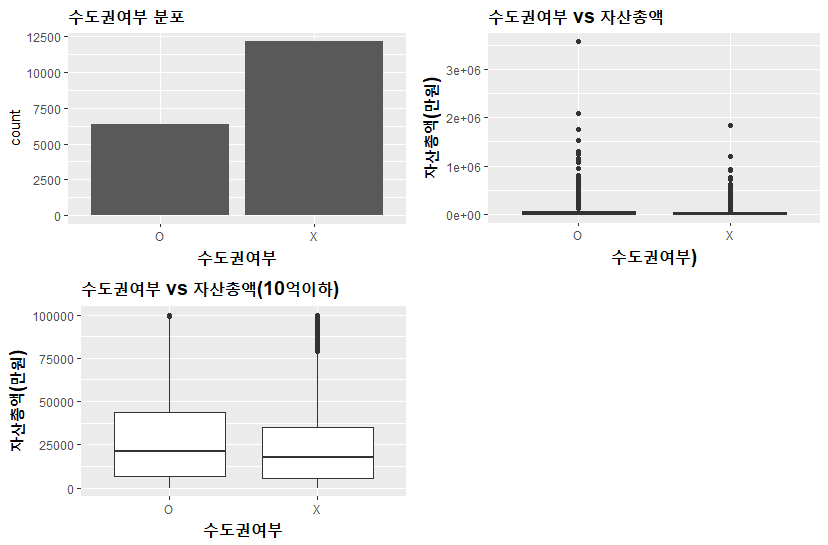 수도권여부 분포
12500
10000
7500
5000
2500
0
count
O
X
수도권여부
수도권여부 vs 자산총액
3e+06
2e+06
1e+06
0e+00
자산총액(만원)
O
X
수도권여부)
수도권여부 vs 자산총액(10억이하)
100000
75000
50000
25000
0
자산총액(만원)
O
X
수도권여부